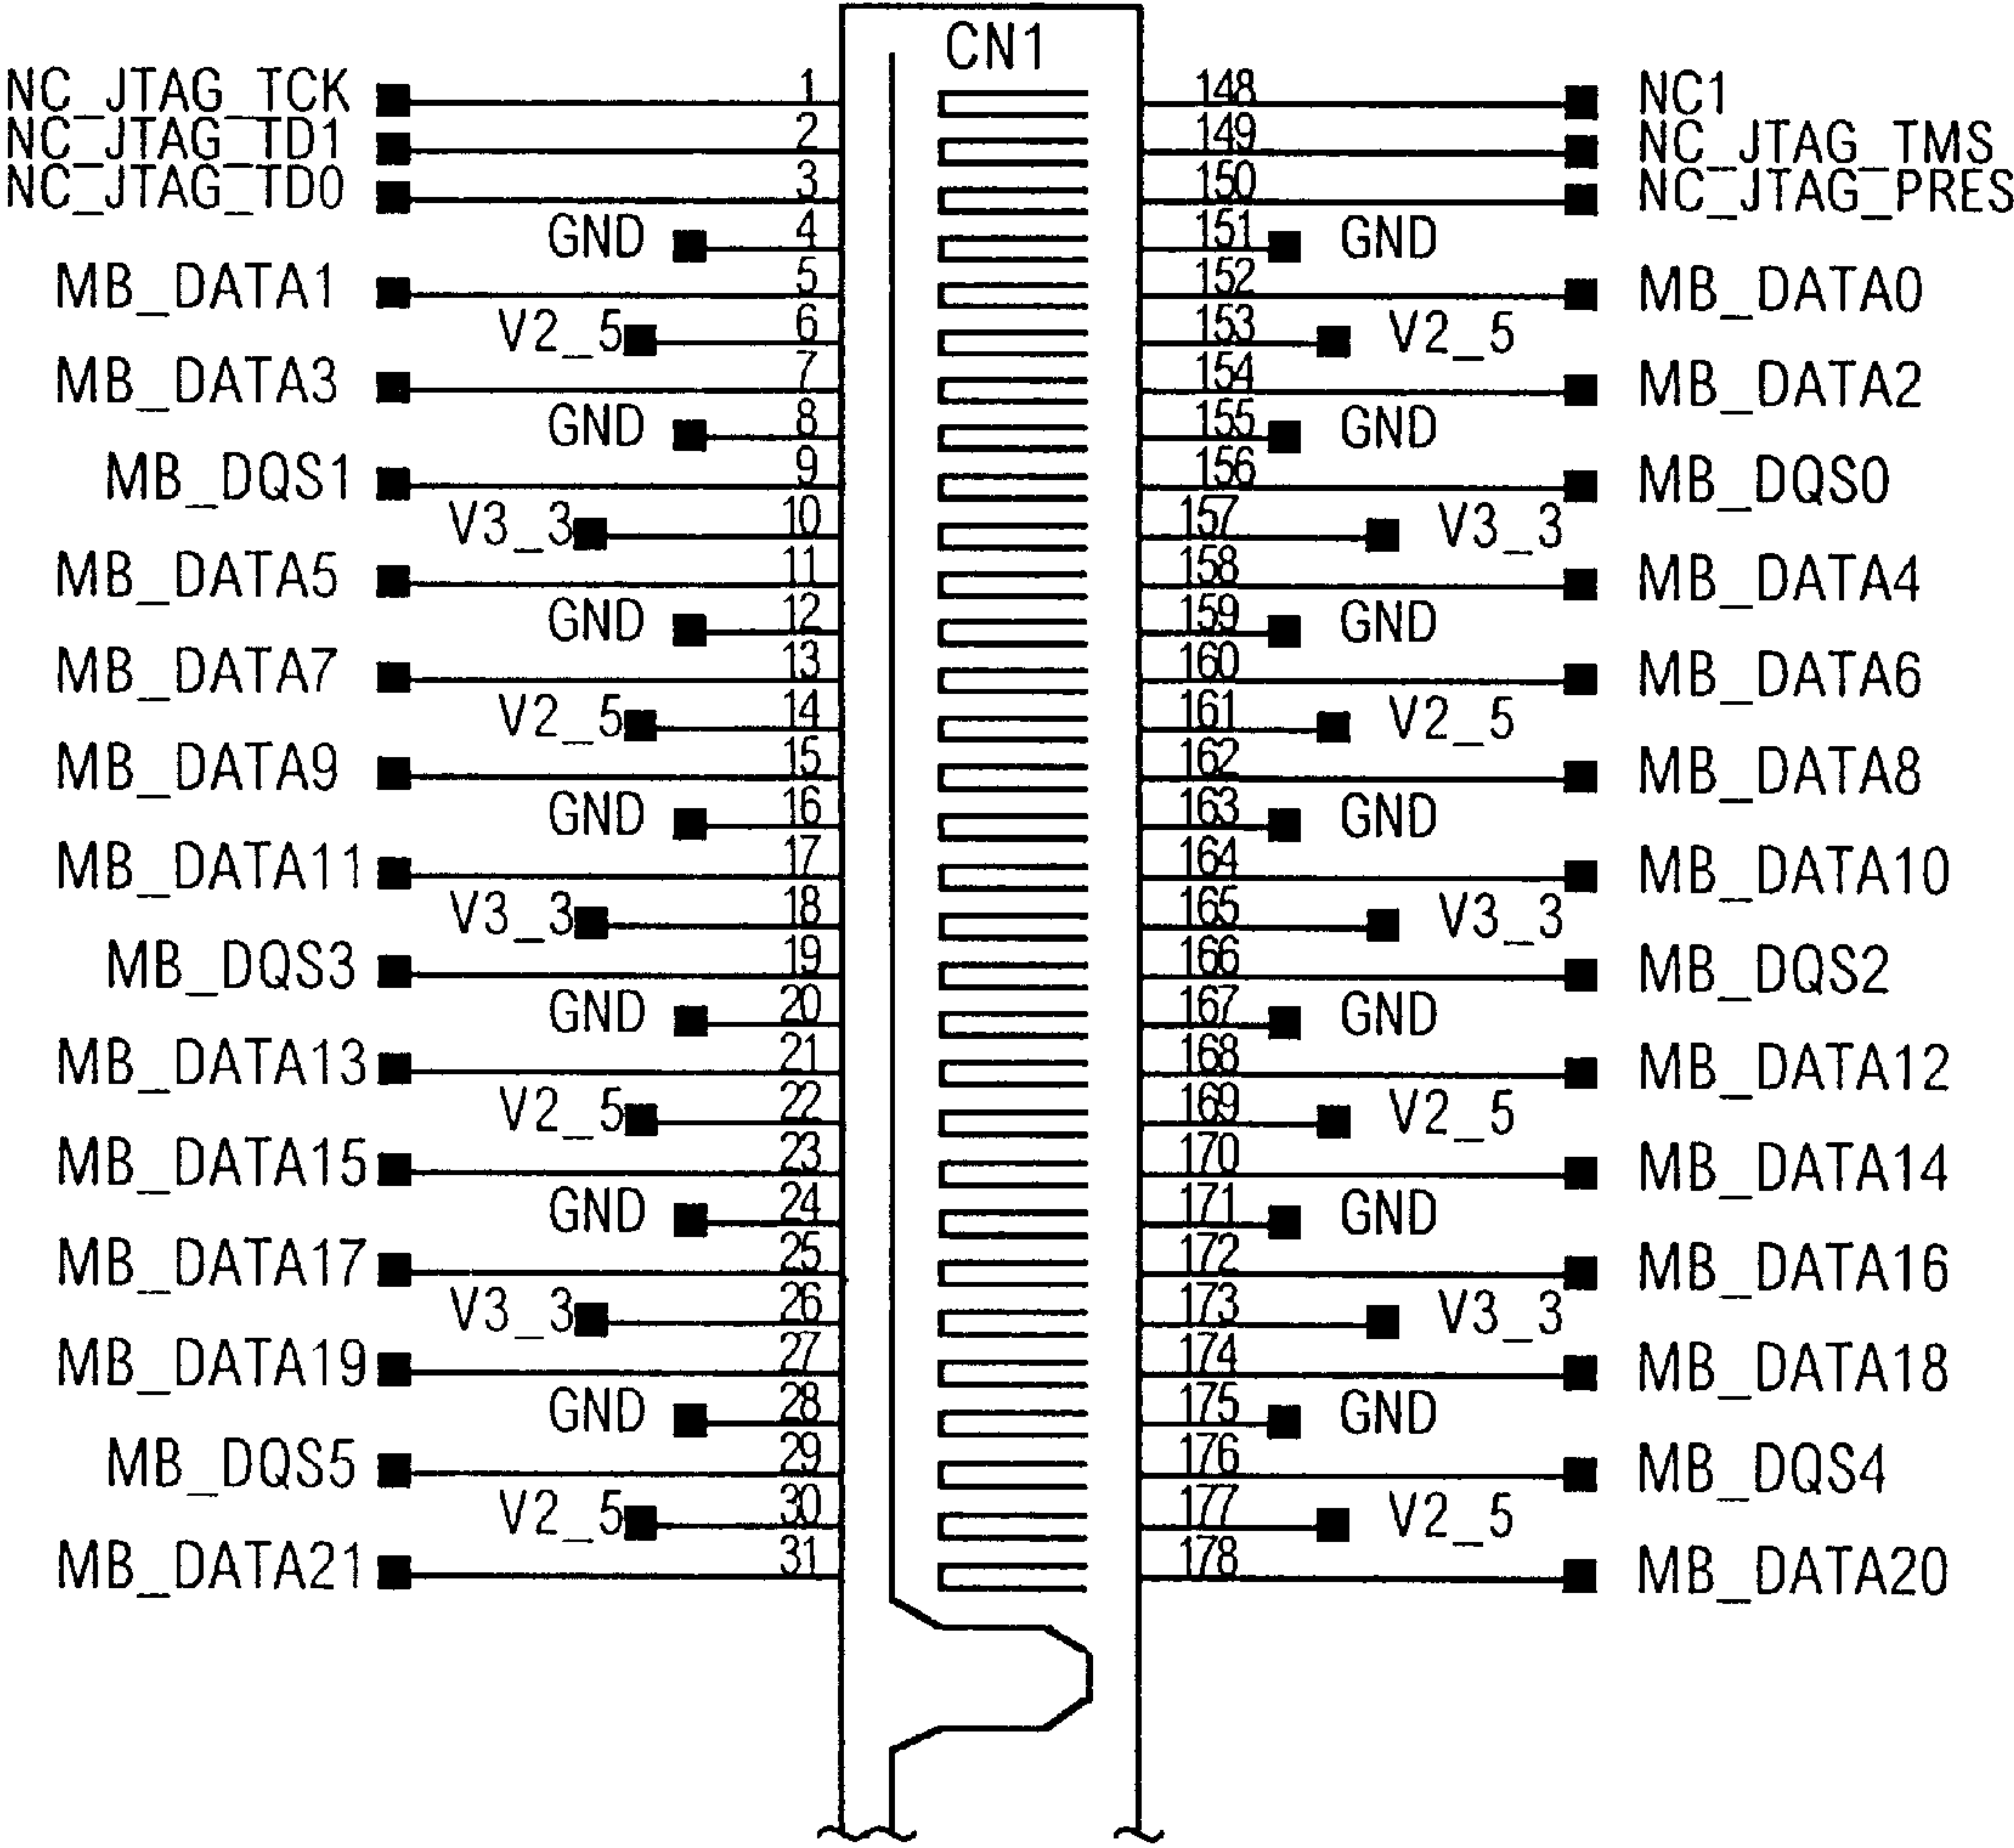 CN1
NC_JTAG_TCK 1 148 NC1
NC_JTAG_TD1 2 149 NC_JTAG_TMS
NC_JTAG_TD0 3 150 NC_JTAG_PRES
GND 4 151 GND
MB_DATA1 5 152 MB_DATA0
V2_5 6 153 V2_5
MB_DATA3 7 154 MB_DATA2
GND 8 155 GND
MB_DQS1 9 156 MB_DQS0
V3_3 10 157 V3_3
MB_DATA5 11 158 MB_DATA4
GND 12 159 GND
MB_DATA7 13 160 MB_DATA6
V2_5 14 161 V2_5
MB_DATA9 15 162 MB_DATA8
GND 16 163 GND
MB_DATA11 17 164 MB_DATA10
V3_3 18 165 V3_3
MB_DQS3 19 166 MB_DQS2
GND 20 167 GND
MB_DATA13 21 168 MB_DATA12
V2_5 22 169 V2_5
MB_DATA15 23 170 MB_DATA14
GND 24 171 GND
MB_DATA17 25 172 MB_DATA16
V3_3 26 173 V3_3
MB_DATA19 27 174 MB_DATA18
GND 28 175 GND
MB_DQS5 29 176 MB_DQS4
V2_5 30 177 V2_5
MB_DATA21 31 178 MB_DATA20